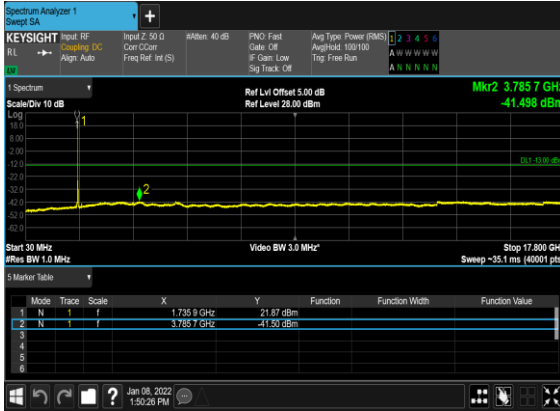 Spectrum Analyzer 1
Swept SA
+
KEYSIGHT Input: RF Input Z: 50 Ω #Atten: 40 dB PNO: Fast Avg Type: Power (RMS) 1 2 3 4 5 6
RL Coupling: DC Corr CCorr Gate: Off Avg|Hold: 100/100 A W W W W W
Align: Auto Freq Ref: Int (S) IF Gain: Low Trig: Free Run
Sig Track: Off A N N N N N
1 Spectrum Ref Lvl Offset 5.00 dB Mkr2 3.785 7 GHz
Scale/Div 10 dB Ref Level 28.00 dBm -41.498 dBm
Log
18.0
8.00
-2.00
-12.0
-22.0
-32.0
-42.0
-52.0
-62.0
1
2
DL1 -13.00 dBm
Start 30 MHz Video BW 3.0 MHz* Stop 17.800 GH
#Res BW 1.0 MHz Sweep ~35.1 ms (40001 pts
5 Marker Table
Mode Trace Scale X Y Function Function Width Function Value
1 N 1 f 1.735 9 GHz 21.87 dBm
2 N 1 f 3.785 7 GHz -41.50 dBm
3
4
5
6
? Jan 08, 2022
1:50:26 PM